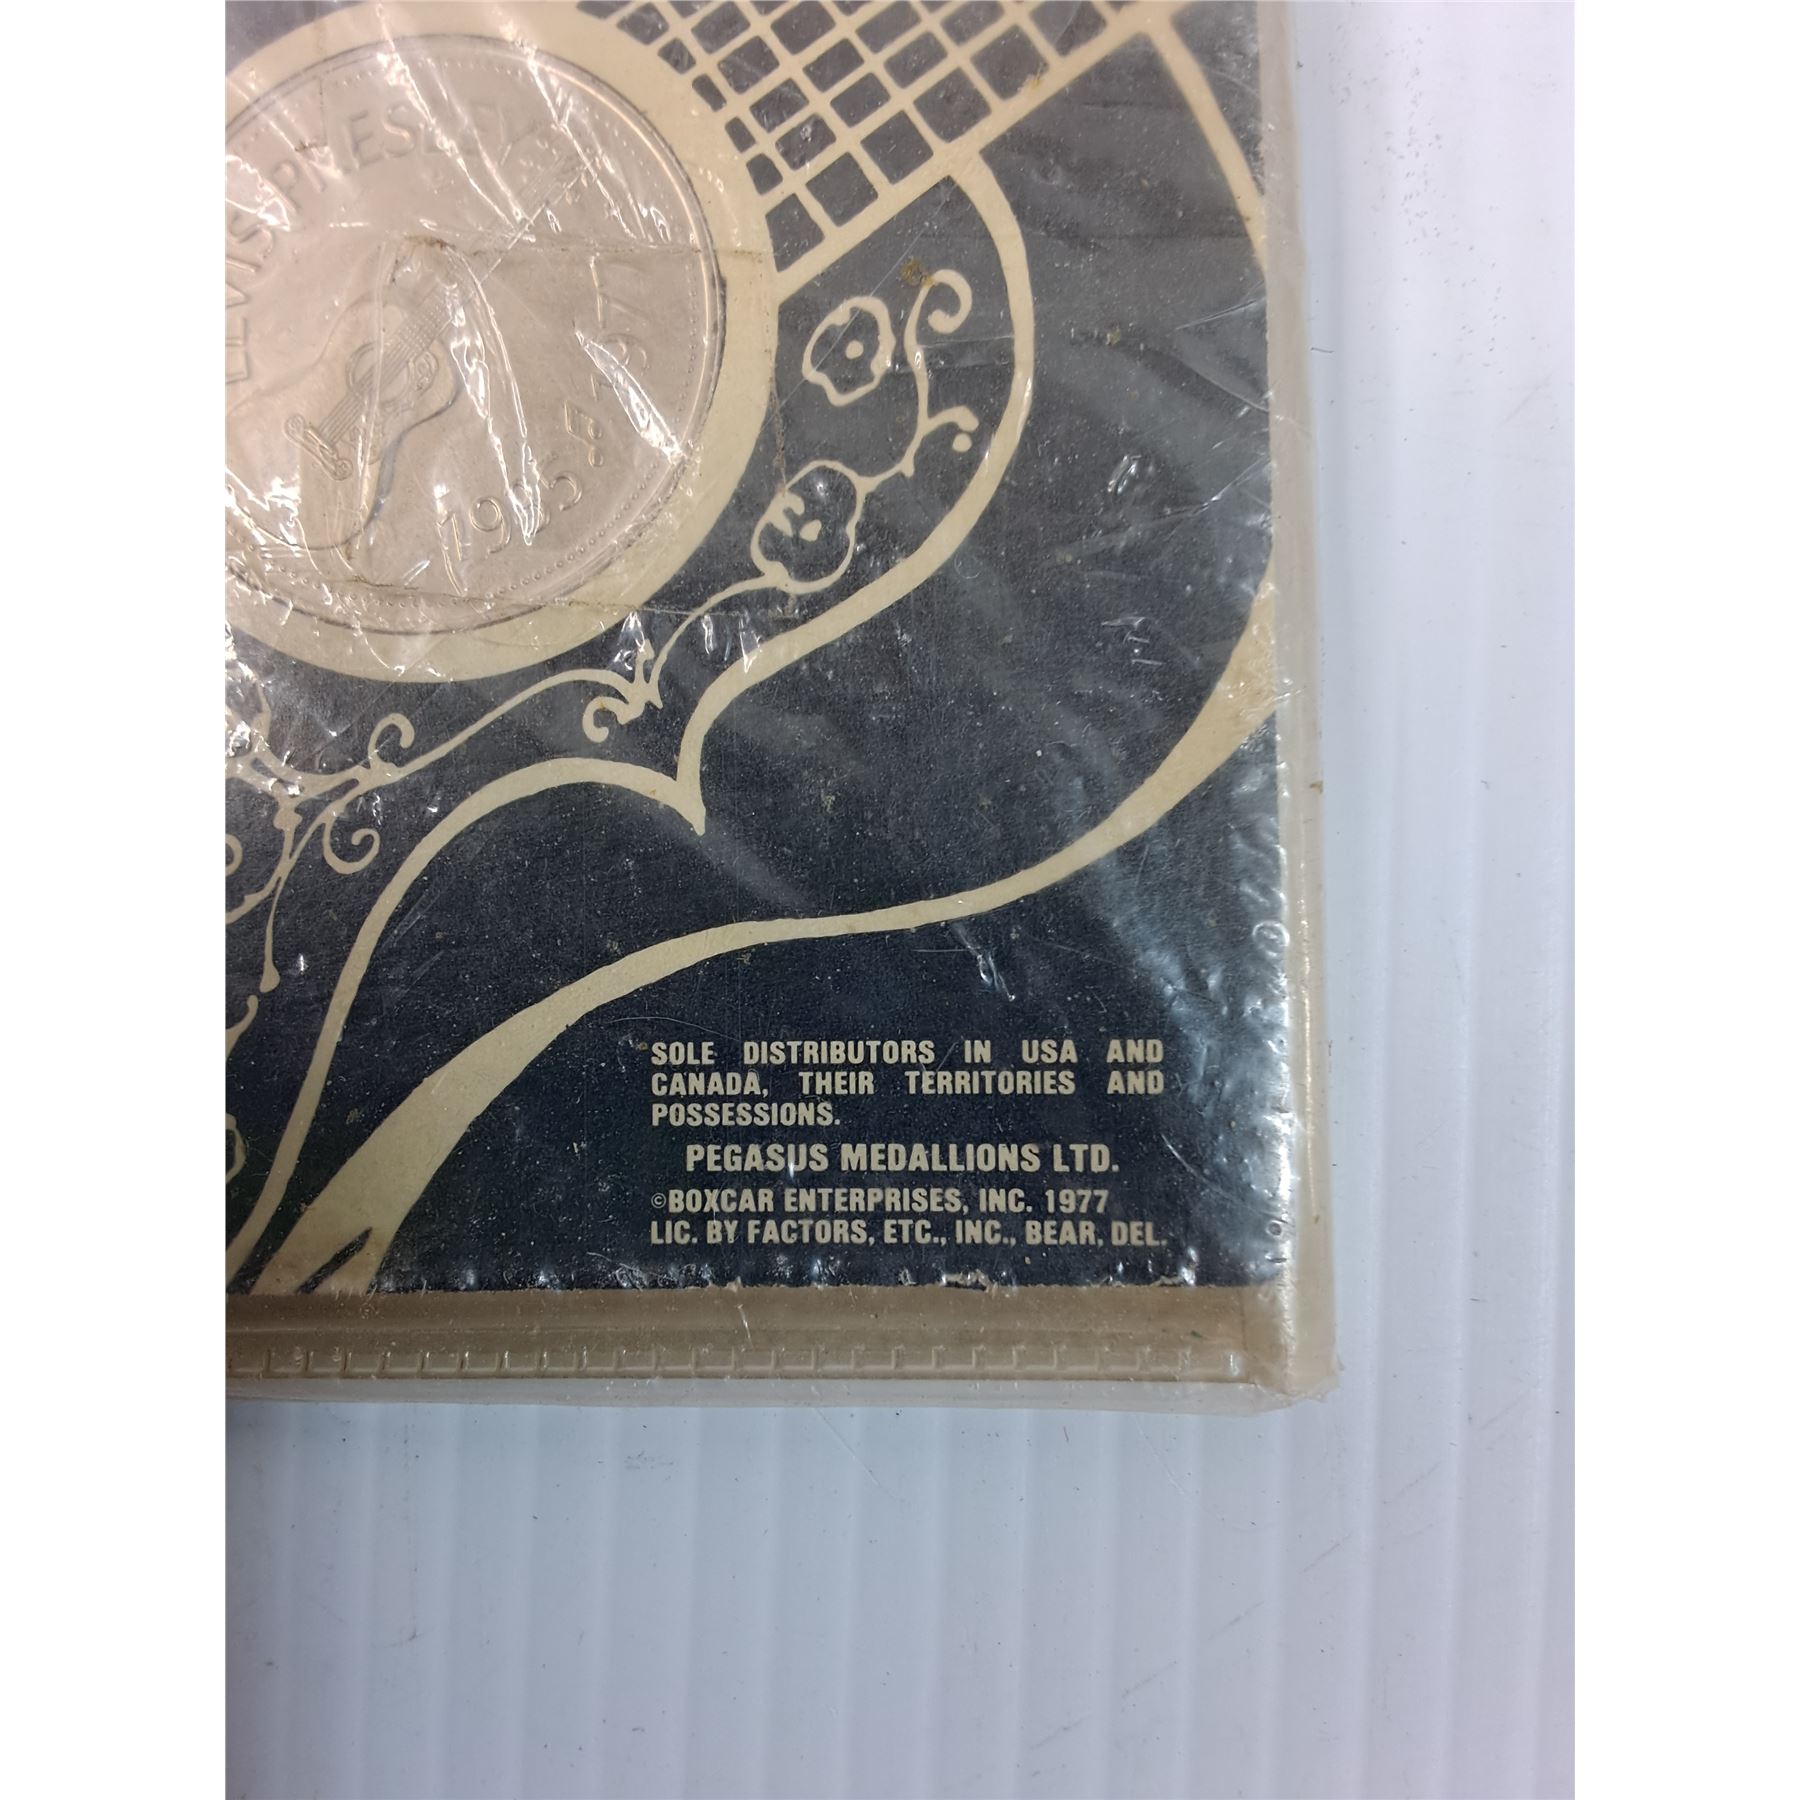 ELVIS PRESLEY
1935 1977
SOLE DISTRIBUTORS IN USA AND
CANADA, THEIR TERRITORIES AND
POSSESSIONS.
PEGASUS MEDALLIONS LTD.
©BOXCAR ENTERPRISES, INC. 1977
LIC. BY FACTORS, ETC., INC., BEAR, DEL.